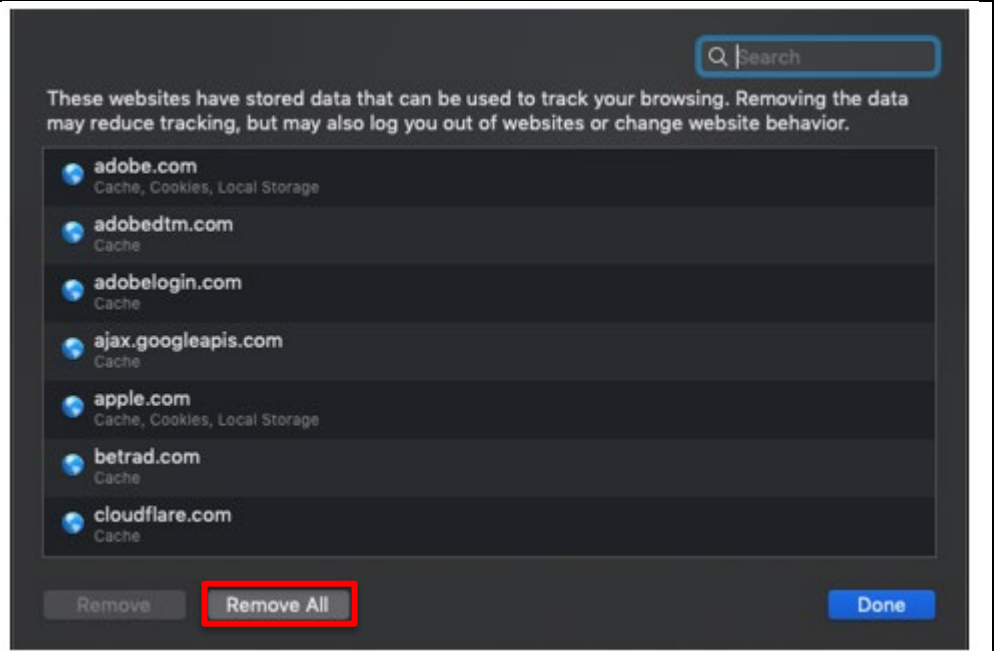 Search
These websites have stored data that can be used to track your browsing. Removing the data
may reduce tracking, but may also log you out of websites or change website behavior.
adobe.com
Cache, Cookies, Local Storage
adobedtm.com
Cache
adobelogin.com
Cache
ajax.googleapis.com
Cache
apple.com
Cache, Cookies, Local Storage
betrad.com
Cache
cloudflare.com
Cache
Remove
Remove All
Done